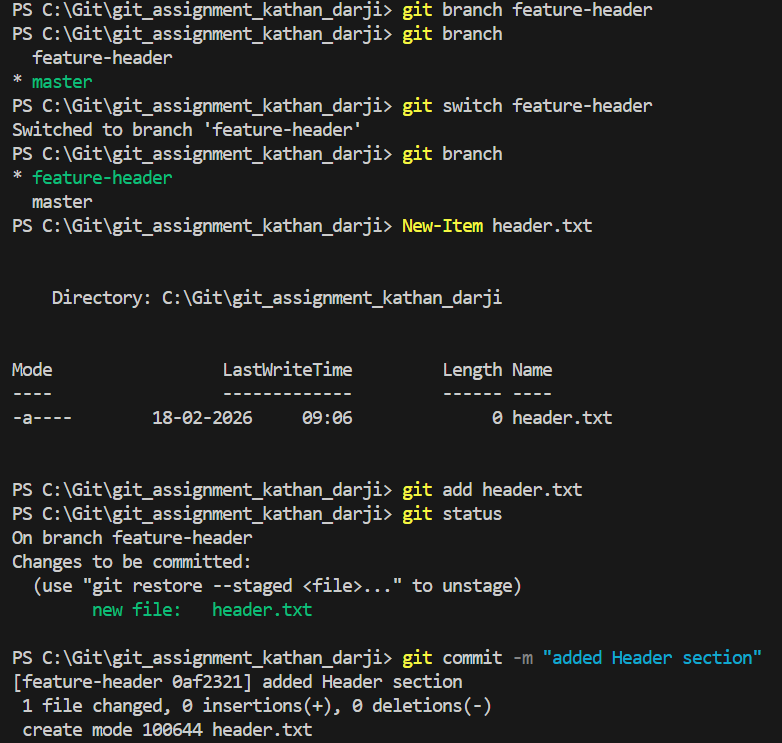 PS C:\Git\git_assignment_kathan_darji> git branch feature-header
PS C:\Git\git_assignment_kathan_darji> git branch
  feature-header
* master
PS C:\Git\git_assignment_kathan_darji> git switch feature-header
Switched to branch 'feature-header'
PS C:\Git\git_assignment_kathan_darji> git branch
* feature-header
  master
PS C:\Git\git_assignment_kathan_darji> New-Item header.txt
    Directory: C:\Git\git_assignment_kathan_darji
Mode                 LastWriteTime         Length Name
----                 -------------         ------ ----
-a----        18-02-2026     09:06              0 header.txt
PS C:\Git\git_assignment_kathan_darji> git add header.txt
PS C:\Git\git_assignment_kathan_darji> git status
On branch feature-header
Changes to be committed:
  (use "git restore --staged <file>..." to unstage)
        new file:   header.txt
PS C:\Git\git_assignment_kathan_darji> git commit -m "added Header section"
[feature-header 0af2321] added Header section
 1 file changed, 0 insertions(+), 0 deletions(-)
 create mode 100644 header.txt